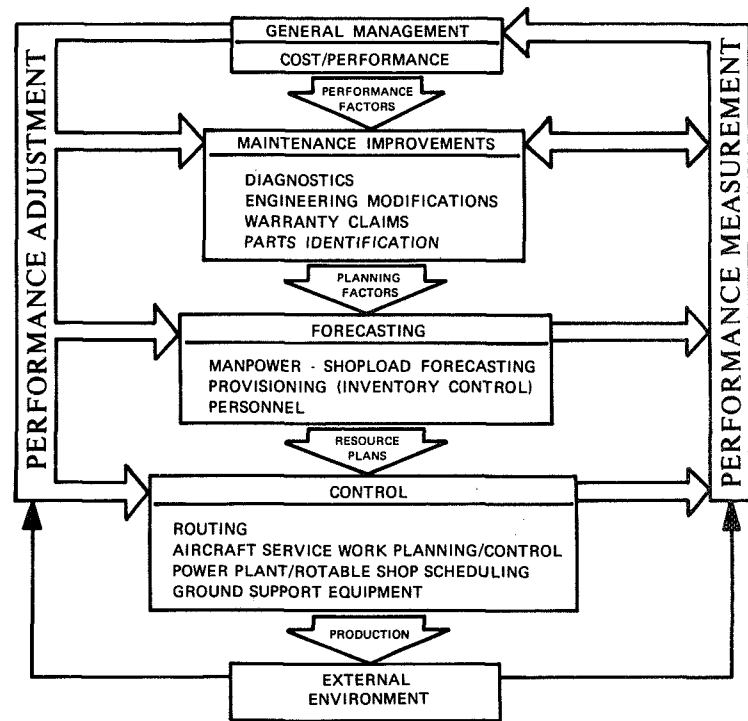 GENERAL MANAGEMENT
COST/PERFORMANCE
PERFORMANCE
FACTORS
MAINTENANCE IMPROVEMENTS
DIAGNOSTICS
ENGINEERING MODIFICATIONS
WARRANTY CLAIMS
PARTS IDENTIFICATION
PLANNING
FACTORS
FORECASTING
MANPOWER - SHOPLOAD FORECASTING
PROVISIONING (INVENTORY CONTROL)
PERSONNEL
RESOURCE
PLANS
CONTROL
ROUTING
AIRCRAFT SERVICE WORK PLANNING/CONTROL
POWER PLANT/ROTABLE SHOP SCHEDULING
GROUND SUPPORT EQUIPMENT
PRODUCTION
EXTERNAL
ENVIRONMENT
PERFORMANCE ADJUSTMENT
PERFORMANCE MEASUREMENT